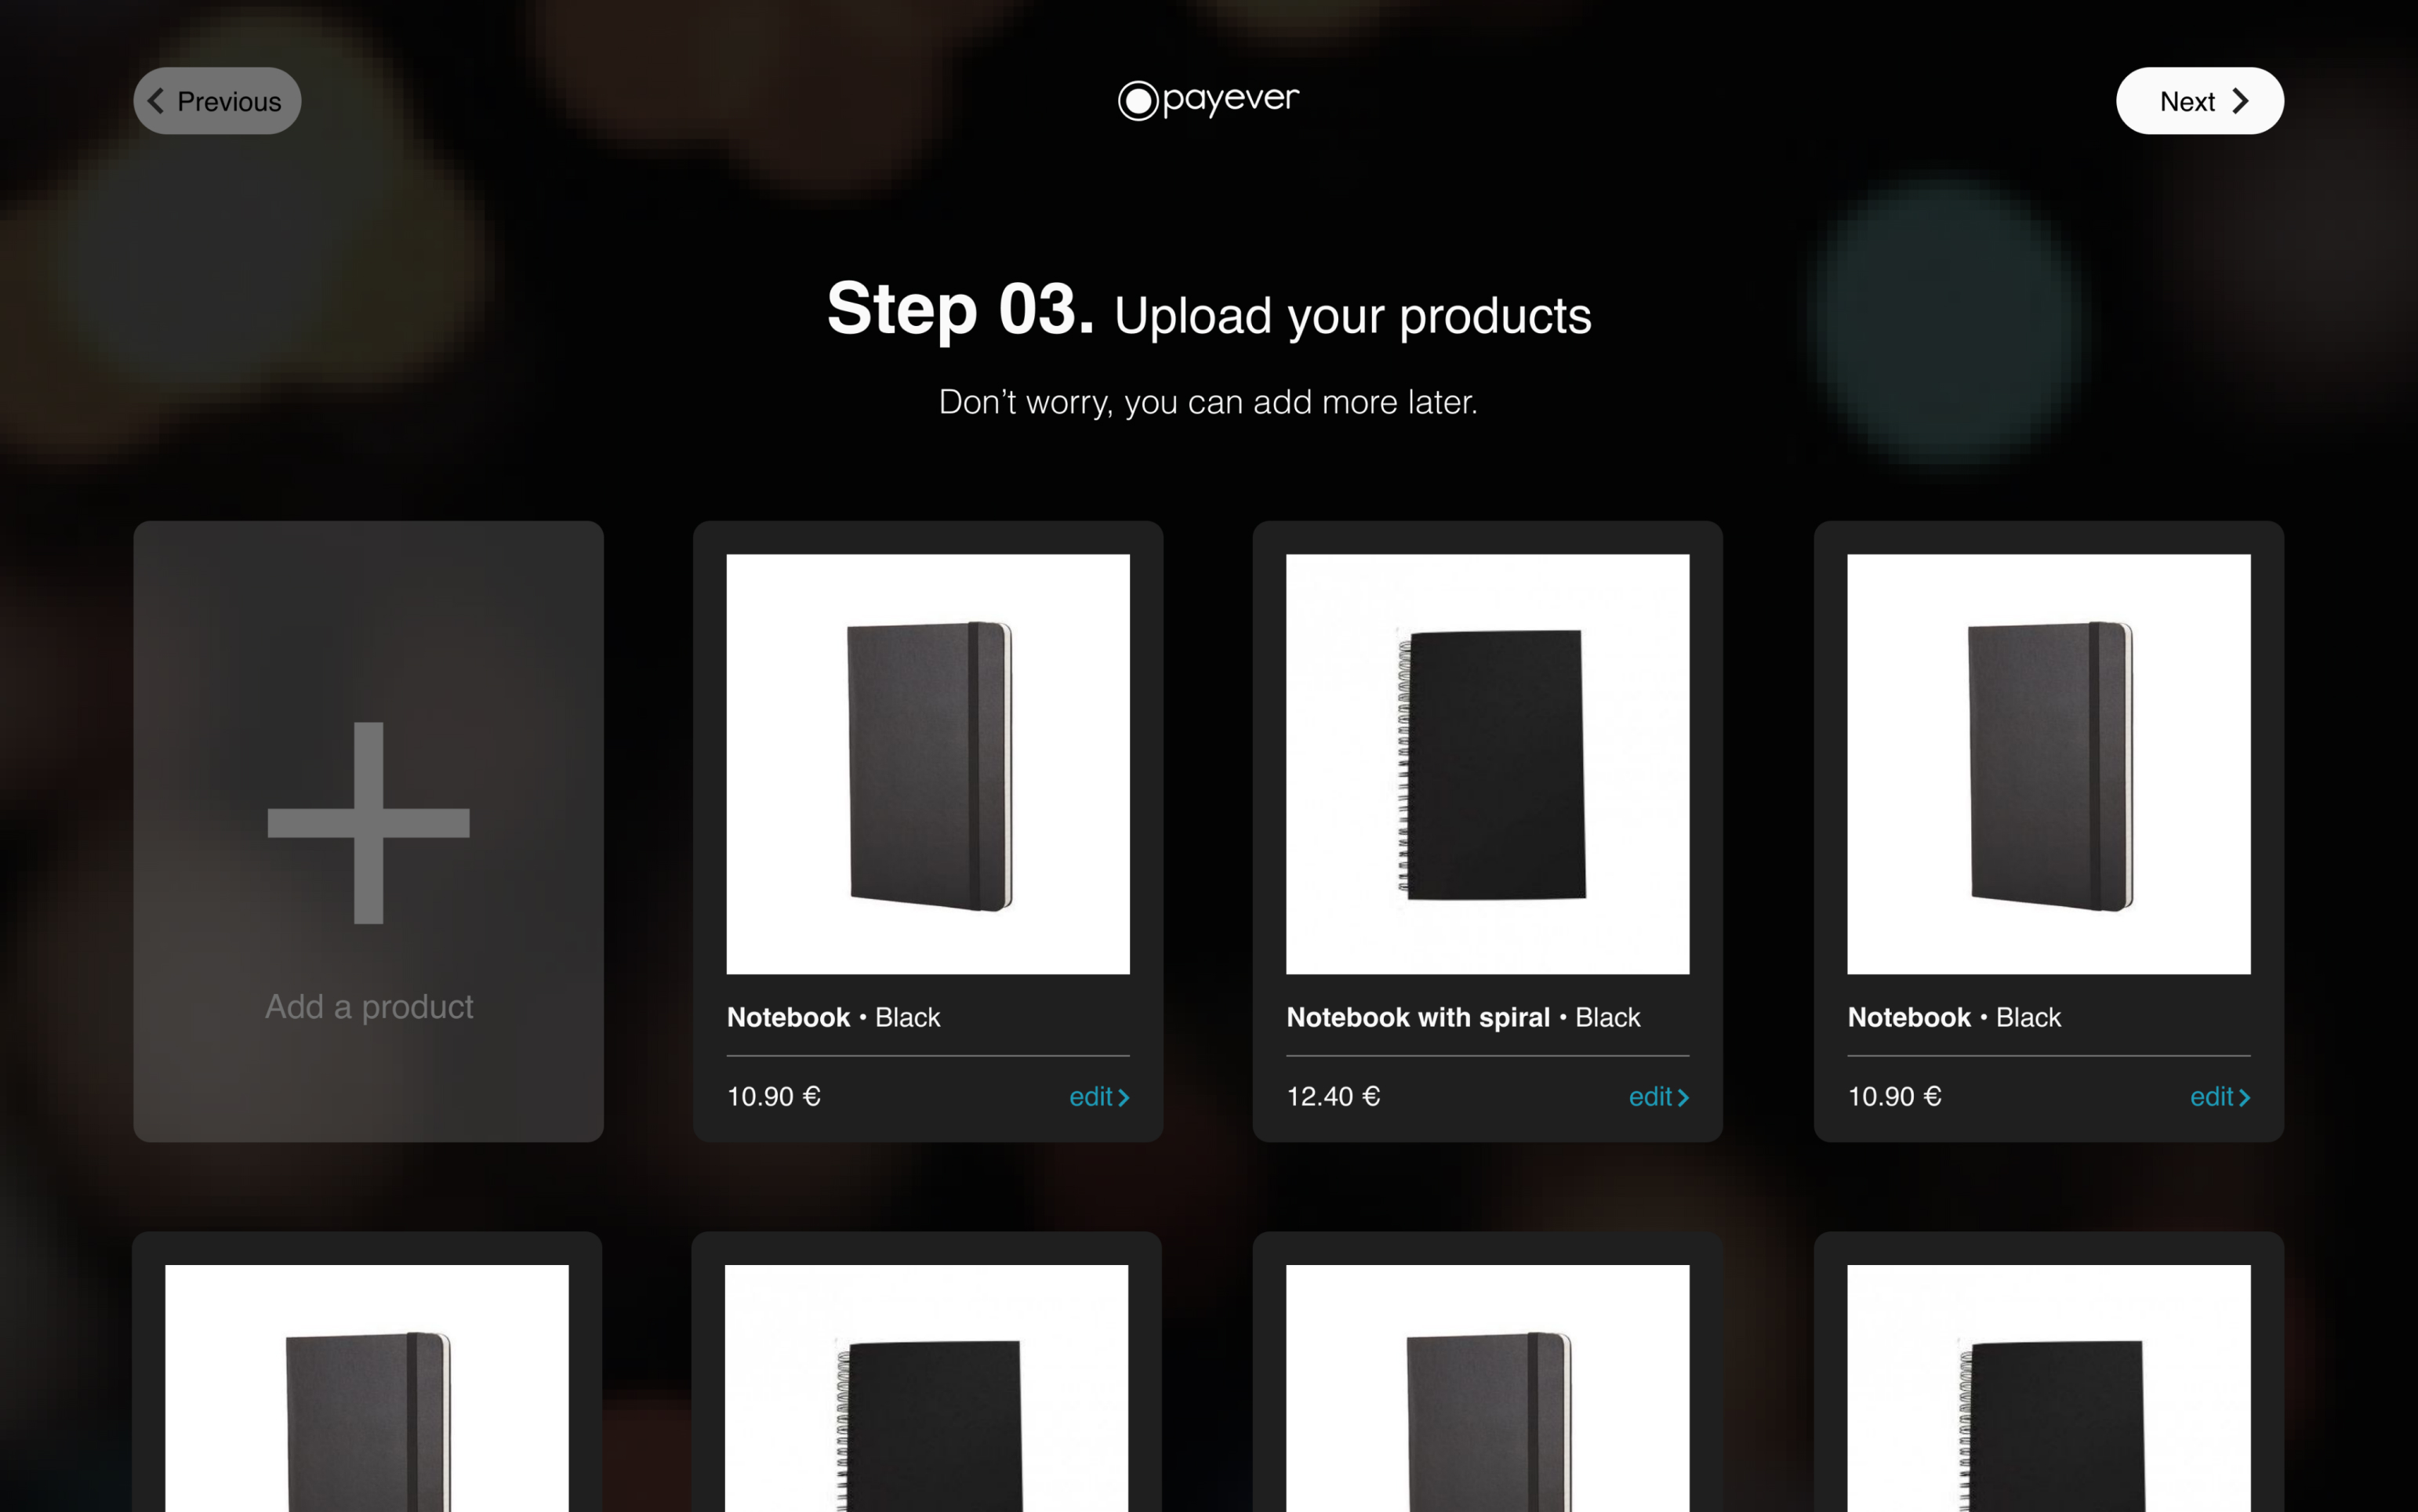 Previous
payever
Next
Step 03. Upload your products
Don’t worry, you can add more later.
Add a product
Notebook • Black
10.90 €
edit
Notebook with spiral • Black
12.40 €
edit
Notebook • Black
10.90 €
edit